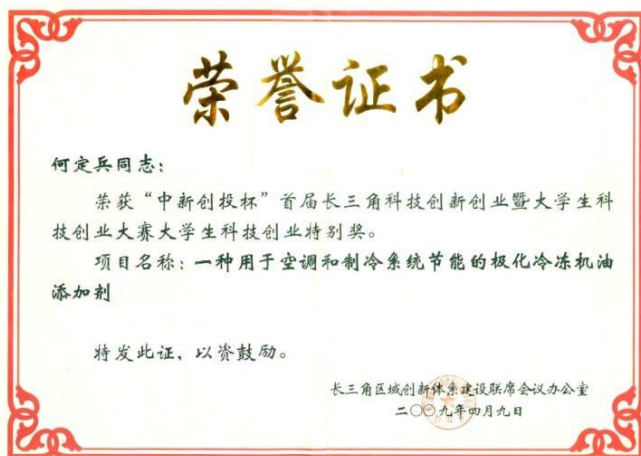 荣誉证书
何定兵同志：
荣获“中新创投杯”首届长三角科技创新创业暨大学生科
技创业大赛大学生科技创业特别奖。
项目名称：一种用于空调和制冷系统节能的极化冷冻机油
添加剂
特发此证，以资鼓励。
长三角区域创新体系建设联席会议办公室
二〇〇九年四月九日